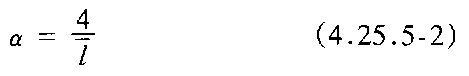 α = 4 / l̄ (4.25.5-2)